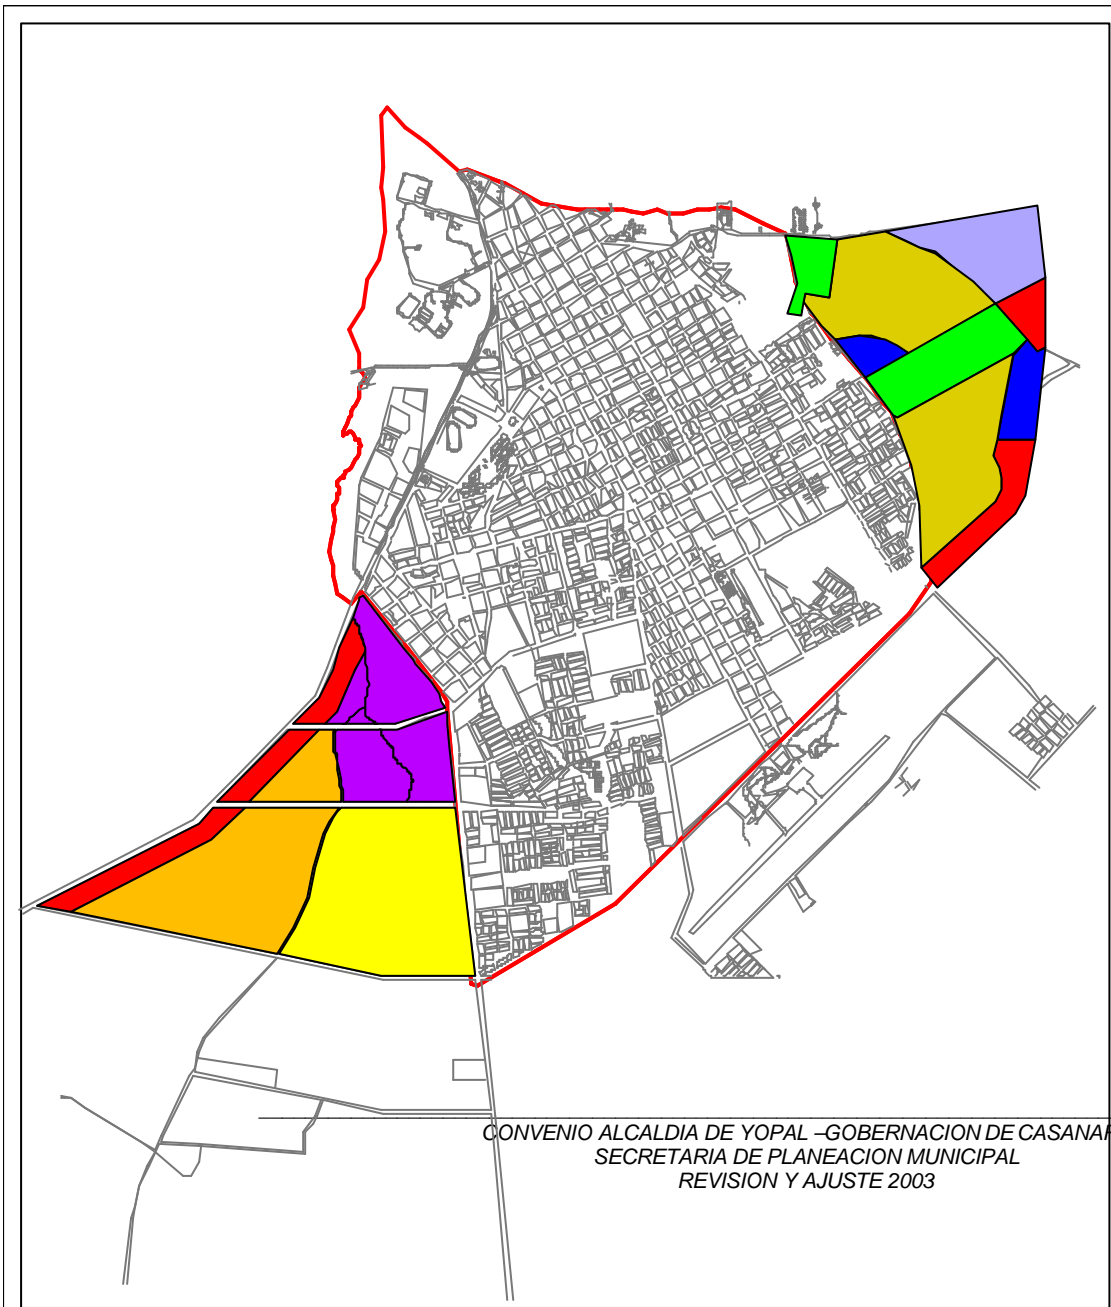 CONVENIO ALCALDIA DE YOPAL –GOBERNACION DE CASANAR
SECRETARIA DE PLANEACION MUNICIPAL
REVISION Y AJUSTE 2003